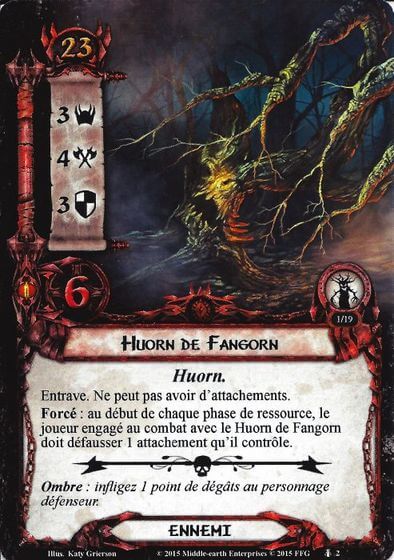 23
3
4
3
6
1/19
Huorn de Fangorn
Huorn.
Entrave. Ne peut pas avoir d'attachements.
Forcé : au début de chaque phase de ressource, le
joueur engagé au combat avec le Huorn de Fangorn
doit défausser 1 attachement qu'il contrôle.
Ombre : infligez 1 point de dégâts au personnage
défenseur.
ENNEMI
Illus. Katy Grierson © 2015 Middle-earth Enterprises © 2015 FFG 2